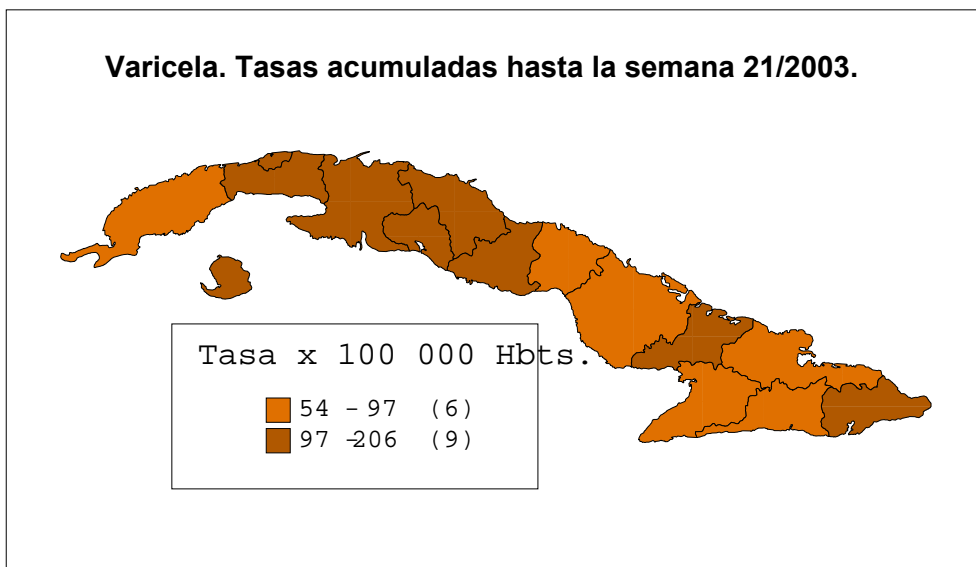 Varicela. Tasas acumuladas hasta la semana 21/2003.
Tasa x 100 000 Hbts.
54 - 97 (6)
97 -206 (9)